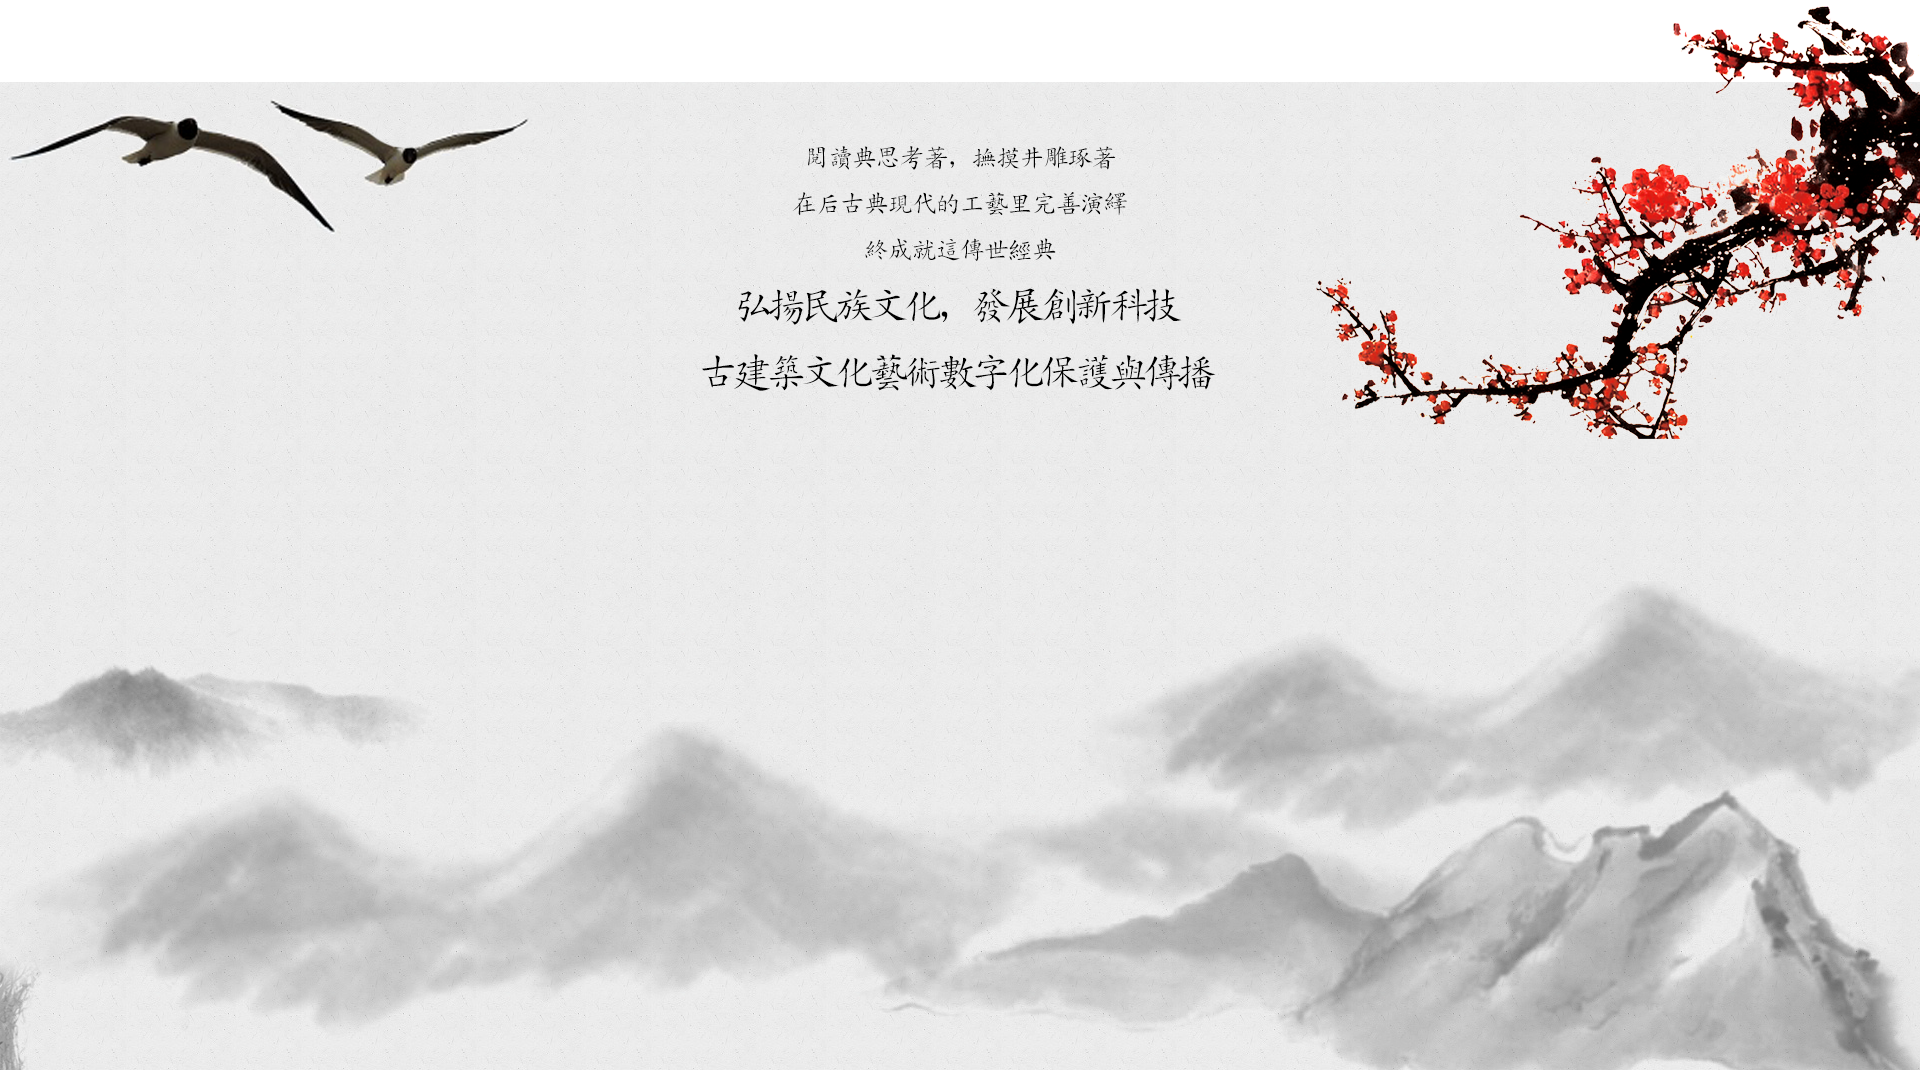 閱讀典思考著，撫摸井雕琢著
在后古典現代的工藝里完善演繹
終成就這傳世經典
弘揚民族文化，發展創新科技
古建築文化藝術數字化保護與傳播